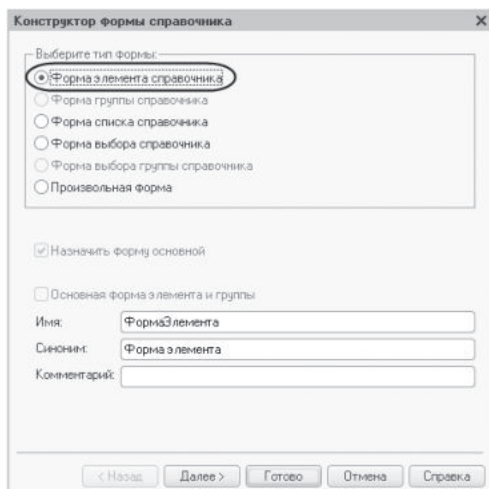 Конструктор формы справочника
Выберите тип формы:
Форма элемента справочника
Форма группы справочника
Форма списка справочника
Форма выбора справочника
Форма выбора группы справочника
Произвольная форма
Назначить форму основной
Основная форма элемента и группы
Имя: ФормаЭлемента
Синоним: Форма элемента
Комментарий:
< Назад Далее > Готово Отмена Справка